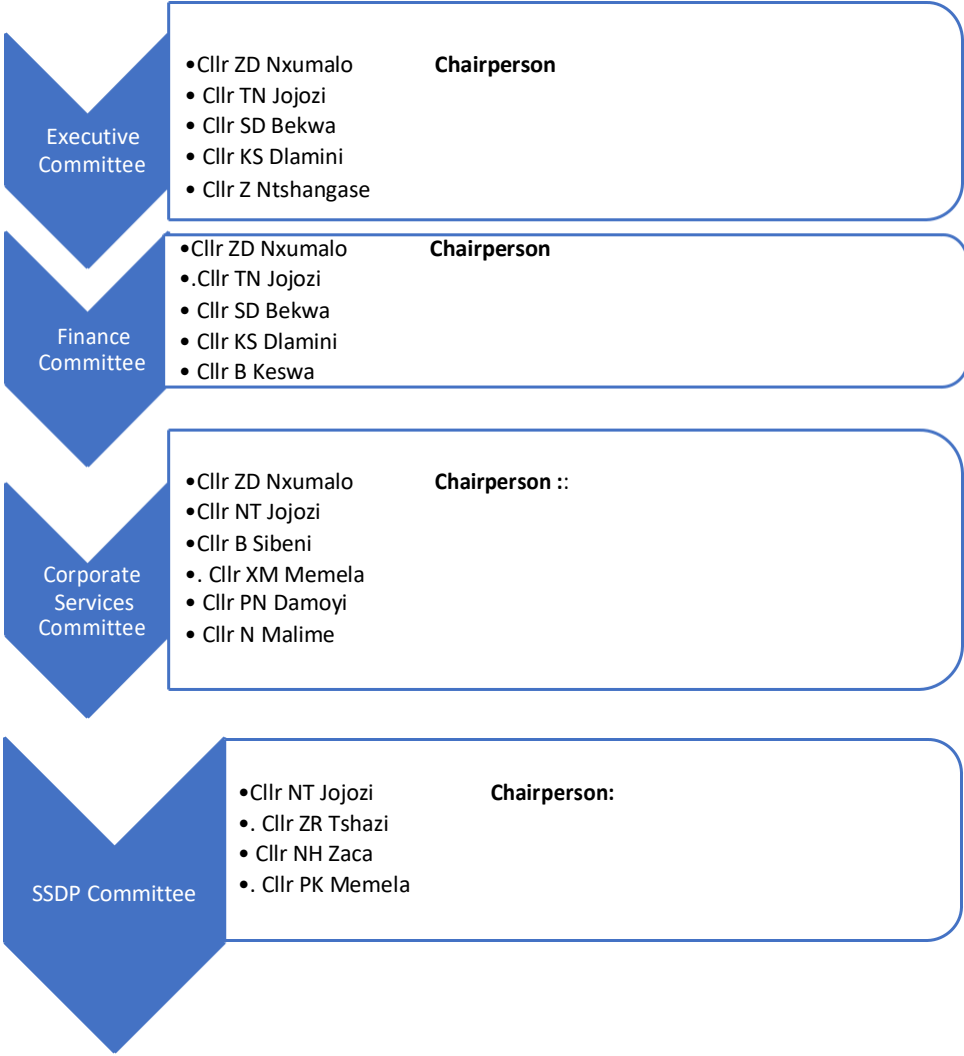 Executive
Committee
•Cllr ZD Nxumalo Chairperson
• Cllr TN Jojozi
• Cllr SD Bekwa
• Cllr KS Dlamini
• Cllr Z Ntshangase
Finance
Committee
•Cllr ZD Nxumalo Chairperson
•.Cllr TN Jojozi
• Cllr SD Bekwa
• Cllr KS Dlamini
• Cllr B Keswa
Corporate
Services
Committee
•Cllr ZD Nxumalo Chairperson ::
•Cllr NT Jojozi
•Cllr B Sibeni
•. Cllr XM Memela
• Cllr PN Damoyi
• Cllr N Malime
SSDP Committee
•Cllr NT Jojozi Chairperson:
•. Cllr ZR Tshazi
• Cllr NH Zaca
•. Cllr PK Memela